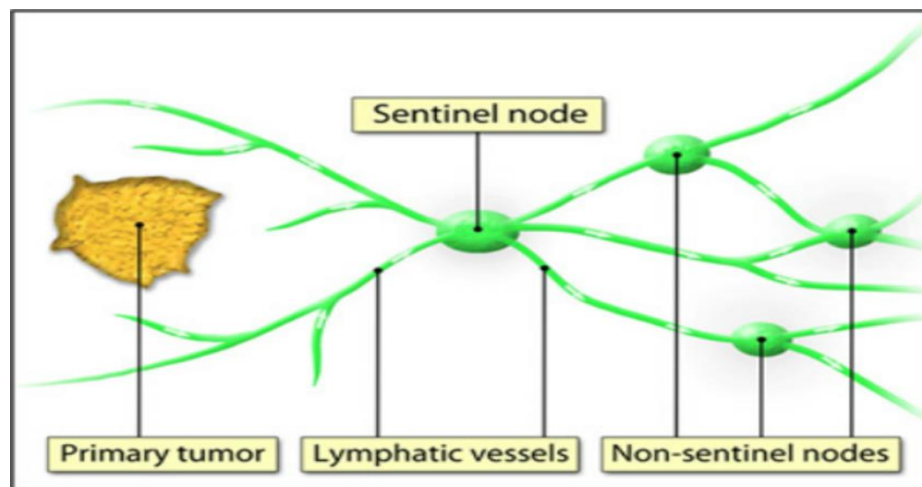 Sentinel node
Primary tumor
Lymphatic vessels
Non-sentinel nodes